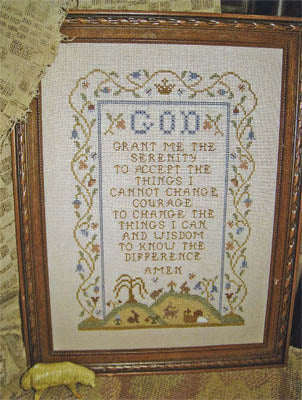 GOD
GRANT ME THE
SERENITY
TO ACCEPT THE
THINGS I
CANNOT CHANGE
COURAGE
TO CHANGE THE
THINGS I CAN
AND WISDOM
TO KNOW THE
DIFFERENCE
AMEN